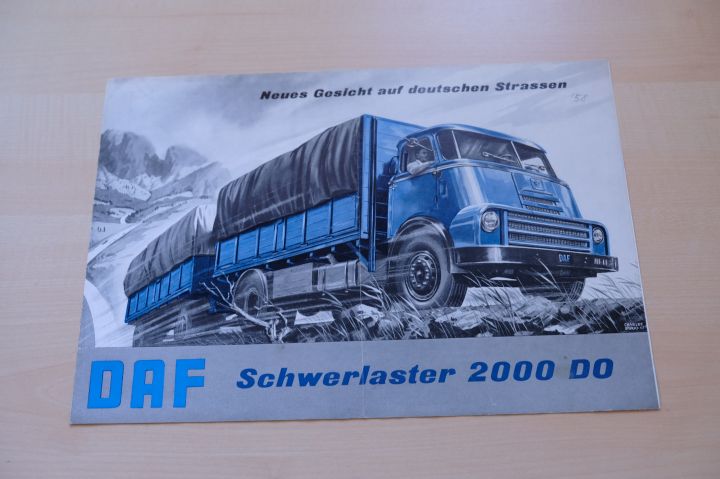 Neues Gesicht auf deutschen Strassen
'58
DAF
DAF Schwerlaster 2000 DO